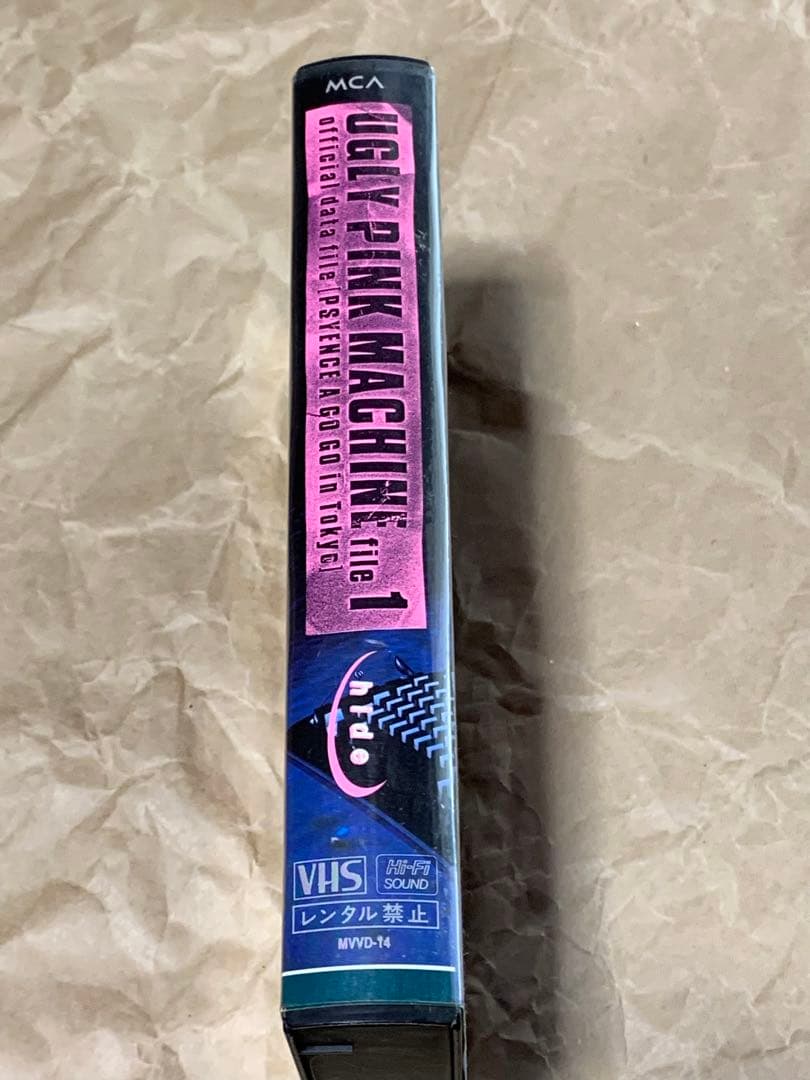 MCA
UGLY PINK MACHINE file 1
official data file [PSYENCE A GO GO in Tokyo]
hide
VHS
Hi-Fi
SOUND
レンタル禁止
MVVD-14